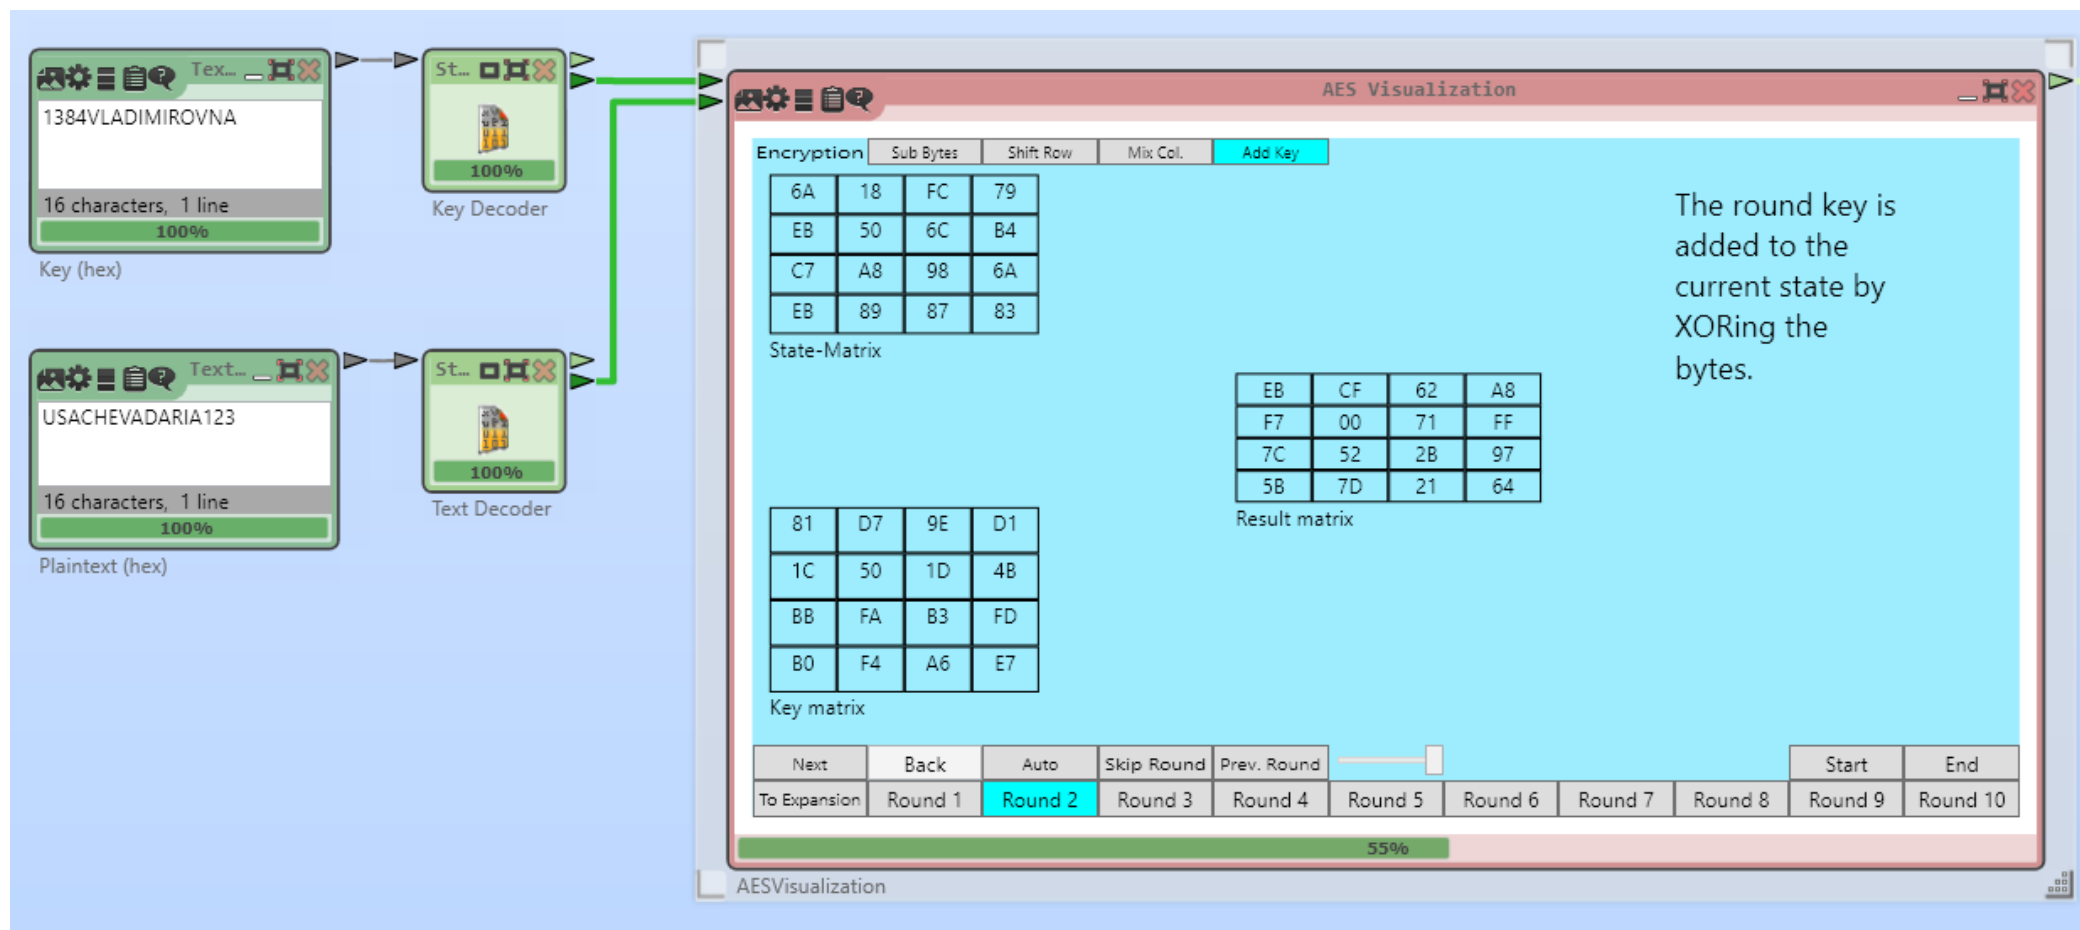 Tex...
1384VLADIMIROVNA
16 characters, 1 line
100%
Key (hex)
St...
100%
Key Decoder
Text...
USACHEVADARIA123
16 characters, 1 line
100%
Plaintext (hex)
St...
100%
Text Decoder
AES Visualization
Encryption Sub Bytes Shift Row Mix Col. Add Key
6A 18 FC 79
EB 50 6C B4
C7 A8 98 6A
EB 89 87 83
State-Matrix
81 D7 9E D1
1C 50 1D 4B
BB FA B3 FD
B0 F4 A6 E7
Key matrix
EB CF 62 A8
F7 00 71 FF
7C 52 2B 97
5B 7D 21 64
Result matrix
The round key is
added to the
current state by
XORing the
bytes.
Next Back Auto Skip Round Prev. Round Start End
To Expansion Round 1 Round 2 Round 3 Round 4 Round 5 Round 6 Round 7 Round 8 Round 9 Round 10
55%
AESVisualization